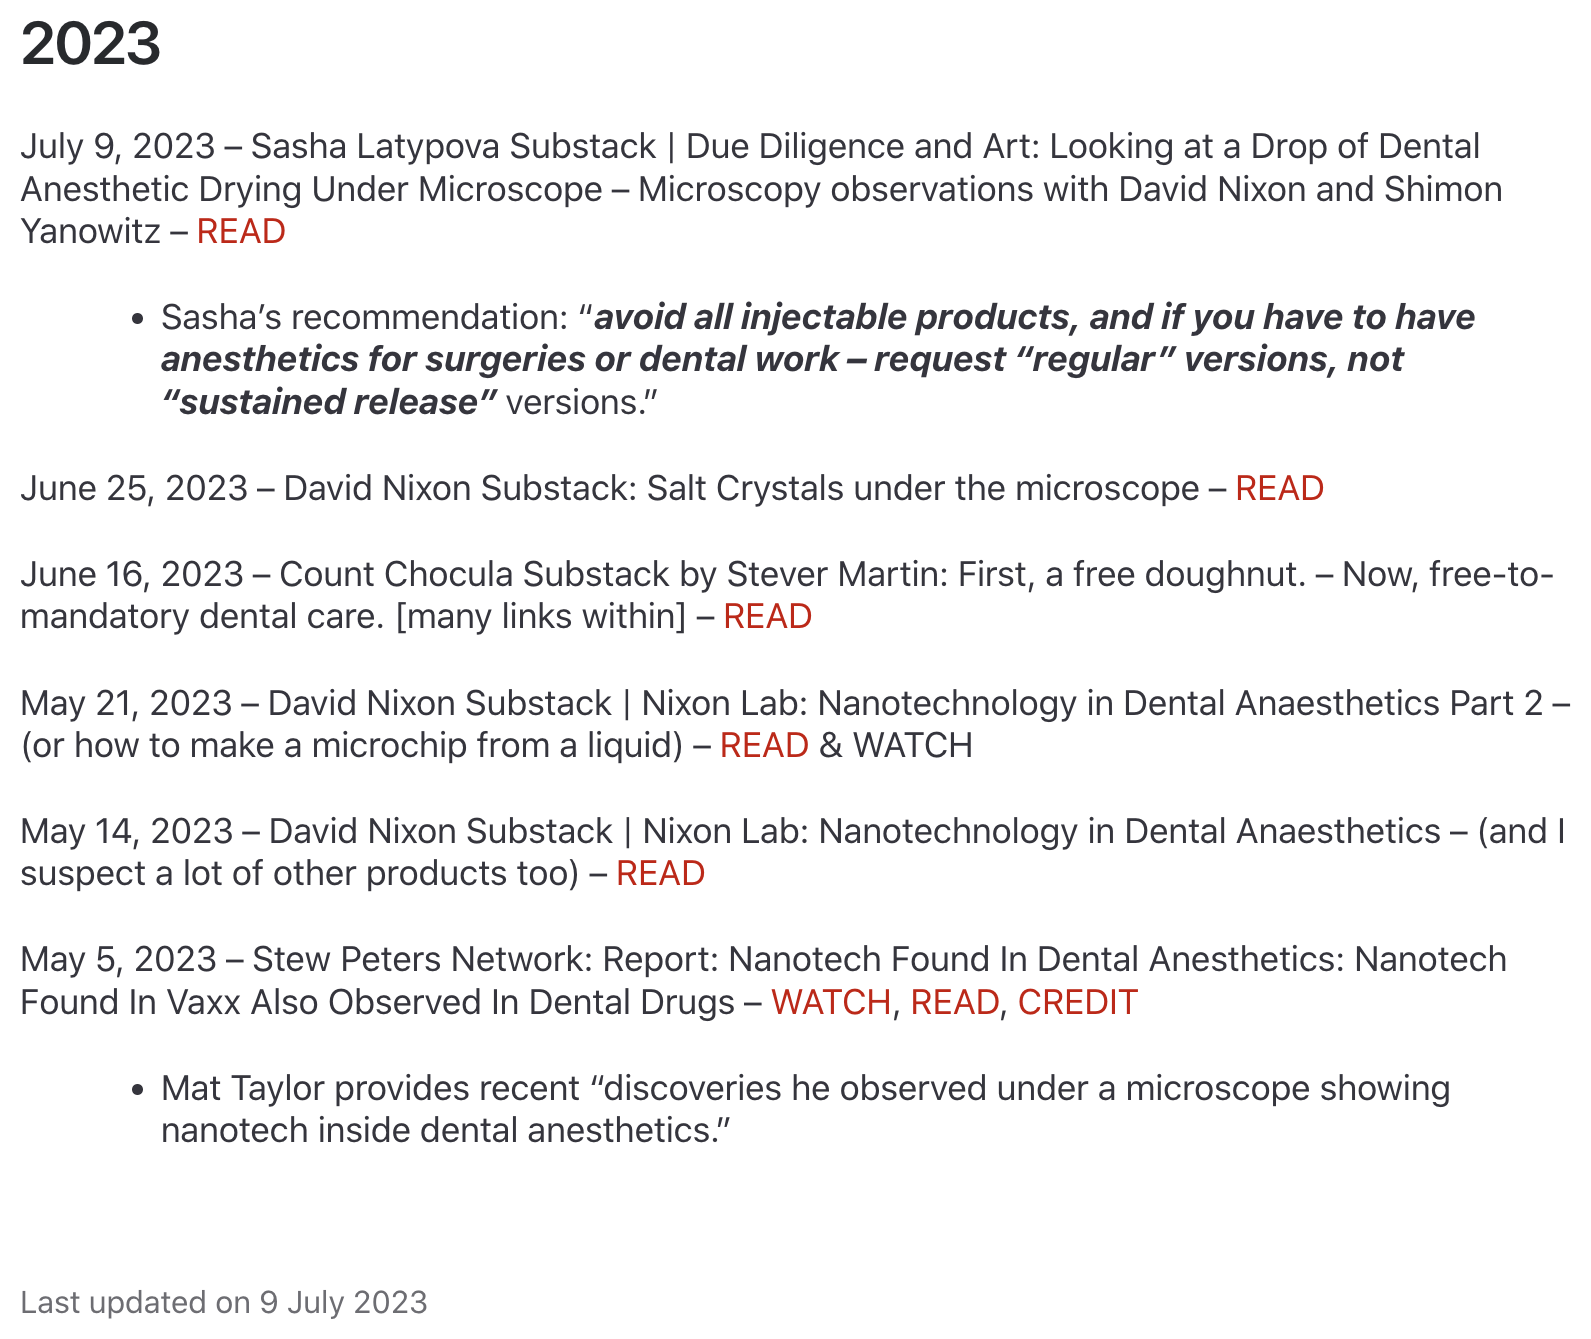 2023
July 9, 2023 – Sasha Latypova Substack | Due Diligence and Art: Looking at a Drop of Dental
Anesthetic Drying Under Microscope – Microscopy observations with David Nixon and Shimon
Yanowitz – READ
• Sasha’s recommendation: “avoid all injectable products, and if you have to have
anesthetics for surgeries or dental work – request “regular” versions, not
“sustained release” versions.”
June 25, 2023 – David Nixon Substack: Salt Crystals under the microscope – READ
June 16, 2023 – Count Chocula Substack by Stever Martin: First, a free doughnut. – Now, free-to-
mandatory dental care. [many links within] – READ
May 21, 2023 – David Nixon Substack | Nixon Lab: Nanotechnology in Dental Anaesthetics Part 2 –
(or how to make a microchip from a liquid) – READ & WATCH
May 14, 2023 – David Nixon Substack | Nixon Lab: Nanotechnology in Dental Anaesthetics – (and I
suspect a lot of other products too) – READ
May 5, 2023 – Stew Peters Network: Report: Nanotech Found In Dental Anesthetics: Nanotech
Found In Vaxx Also Observed In Dental Drugs – WATCH, READ, CREDIT
• Mat Taylor provides recent “discoveries he observed under a microscope showing
nanotech inside dental anesthetics.”
Last updated on 9 July 2023